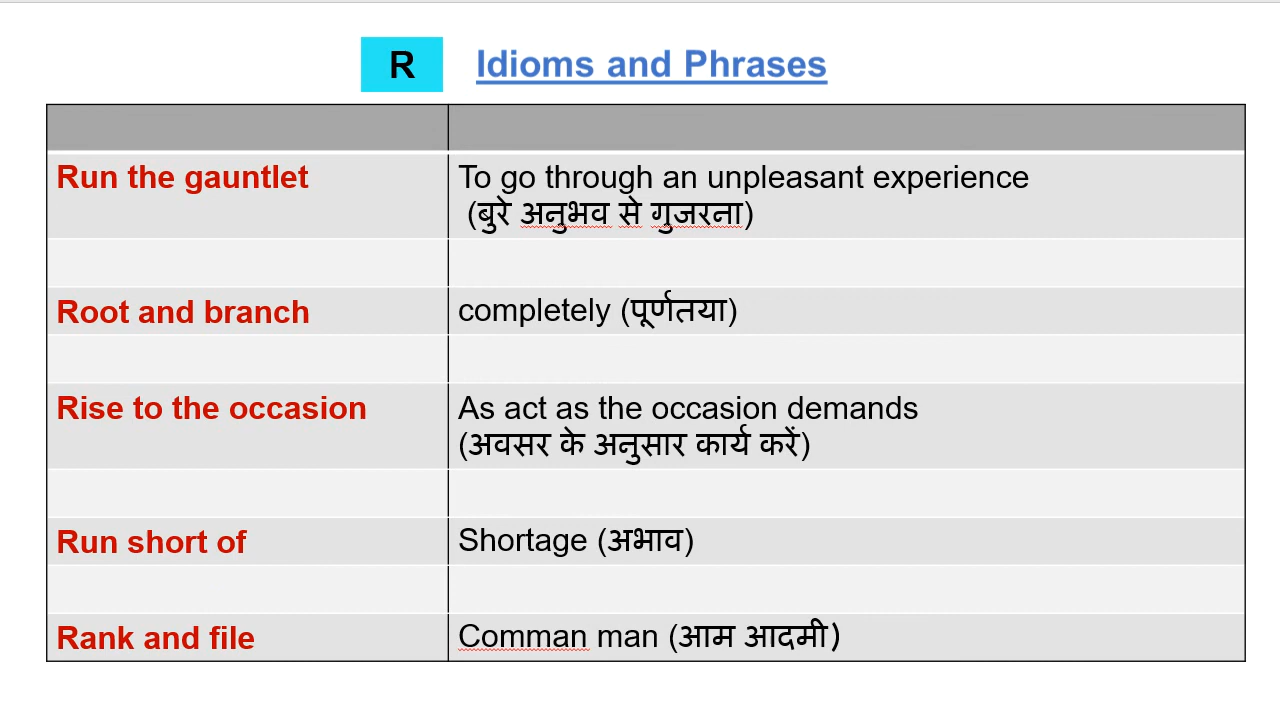 R Idioms and Phrases
Run the gauntlet To go through an unpleasant experience
(बुरे अनुभव से गुजरना)
Root and branch completely (पूर्णतया)
Rise to the occasion As act as the occasion demands
(अवसर के अनुसार कार्य करें)
Run short of Shortage (अभाव)
Rank and file Comman man (आम आदमी)